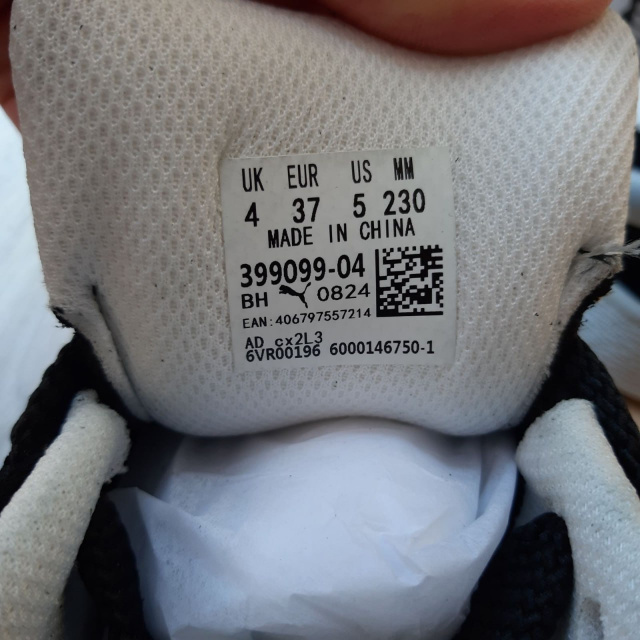 UK EUR US MM
4 37 5 230
MADE IN CHINA
399099-04
BH 0824
EAN: 406797557214
AD cx2L3
6VR00196 6000146750-1